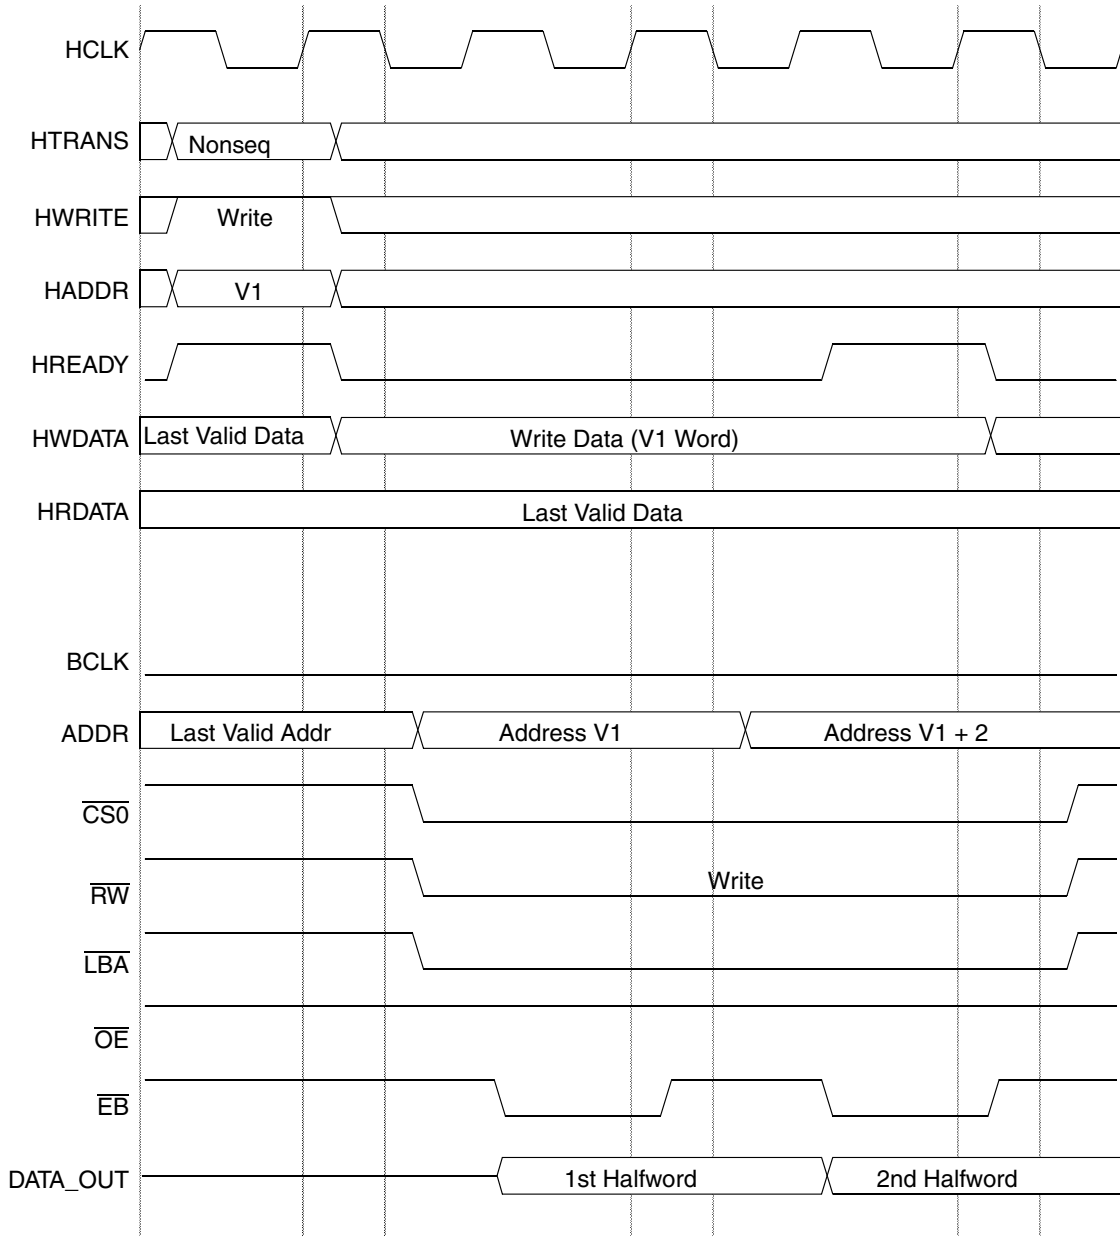 HCLK
HTRANS Nonseq
HWRITE Write
HADDR V1
HREADY
HWDATA Last Valid Data Write Data (V1 Word)
HRDATA Last Valid Data
BCLK
ADDR Last Valid Addr Address V1 Address V1 + 2
CS0
RW Write
LBA
OE
EB
DATA_OUT 1st Halfword 2nd Halfword